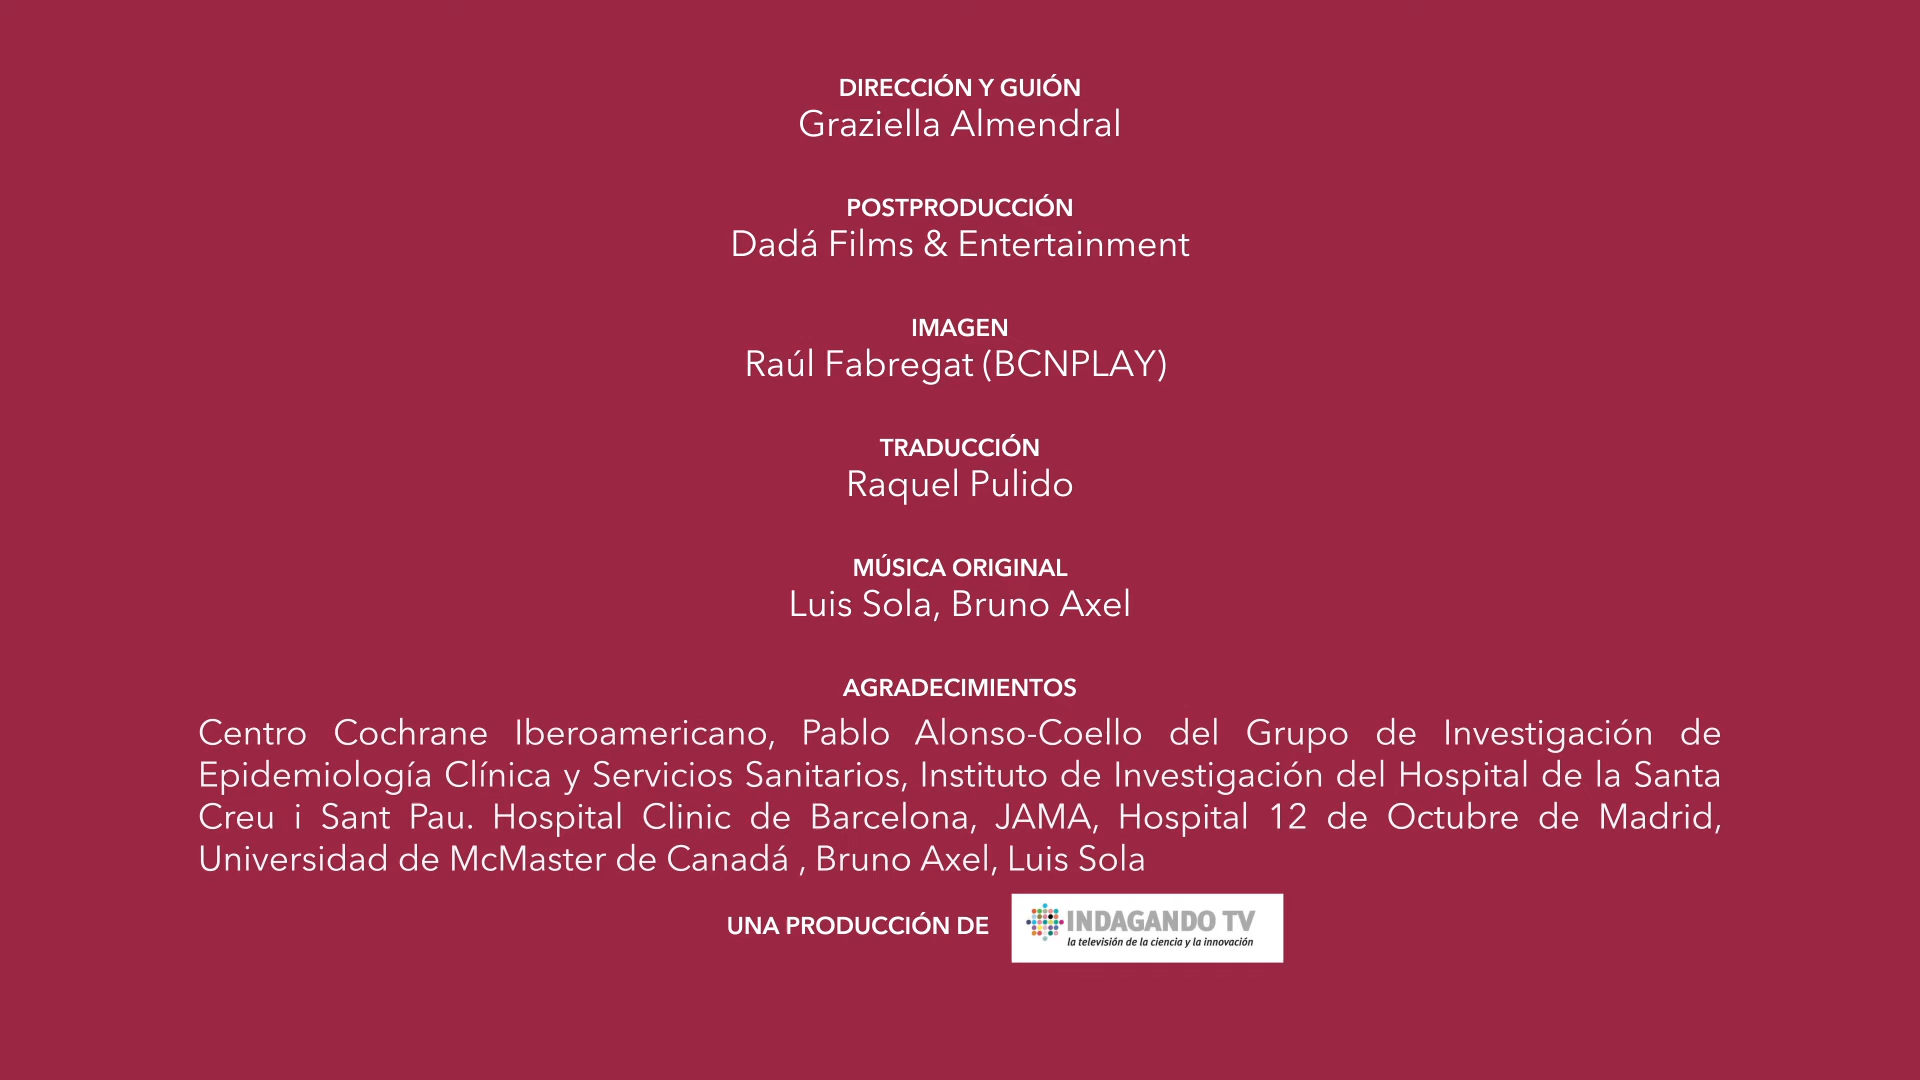 DIRECCIÓN Y GUIÓN
Graziella Almendral
POSTPRODUCCIÓN
Dadá Films & Entertainment
IMAGEN
Raúl Fabregat (BCNPLAY)
TRADUCCIÓN
Raquel Pulido
MÚSICA ORIGINAL
Luis Sola, Bruno Axel
AGRADECIMIENTOS
Centro Cochrane Iberoamericano, Pablo Alonso-Coello del Grupo de Investigación de
Epidemiología Clínica y Servicios Sanitarios, Instituto de Investigación del Hospital de la Santa
Creu i Sant Pau. Hospital Clinic de Barcelona, JAMA, Hospital 12 de Octubre de Madrid,
Universidad de McMaster de Canadá , Bruno Axel, Luis Sola
UNA PRODUCCIÓN DE
INDAGANDO TV
la televisión de la ciencia y la innovación